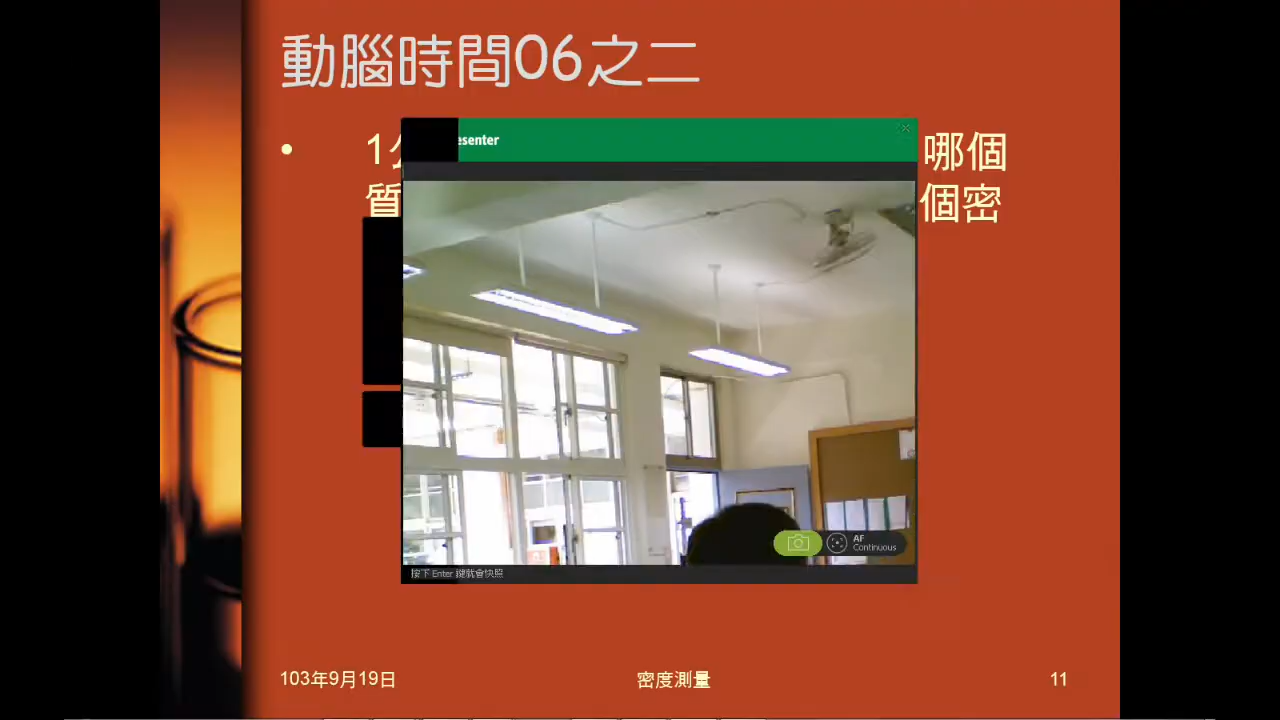 動腦時間06之二
• 1 哪個
質 個密
esenter
AF
Continuous
按下 Enter 鍵就會快照
103年9月19日 密度測量 11